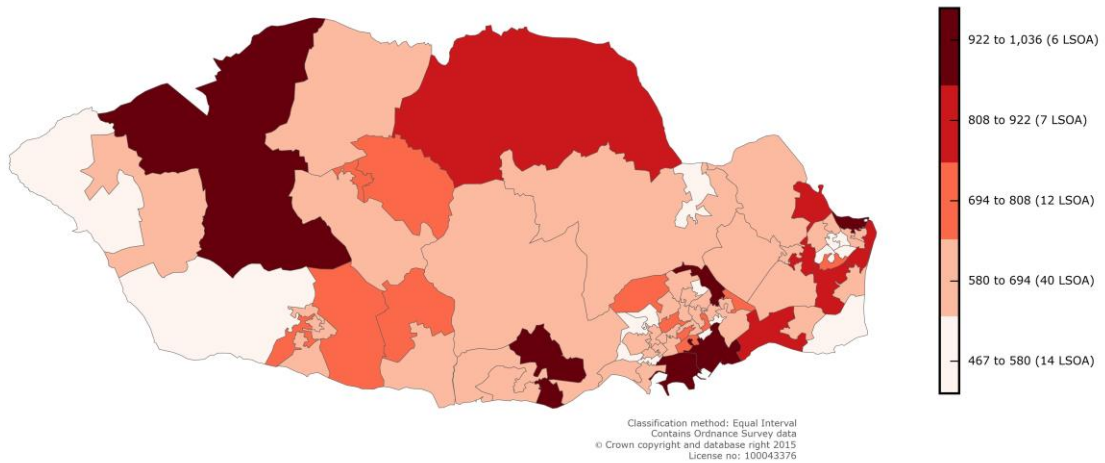 922 to 1,036 (6 LSOA)
808 to 922 (7 LSOA)
694 to 808 (12 LSOA)
580 to 694 (40 LSOA)
467 to 580 (14 LSOA)
Classification method: Equal Interval
Contains Ordnance Survey data
© Crown copyright and database right 2015
License no: 100043376